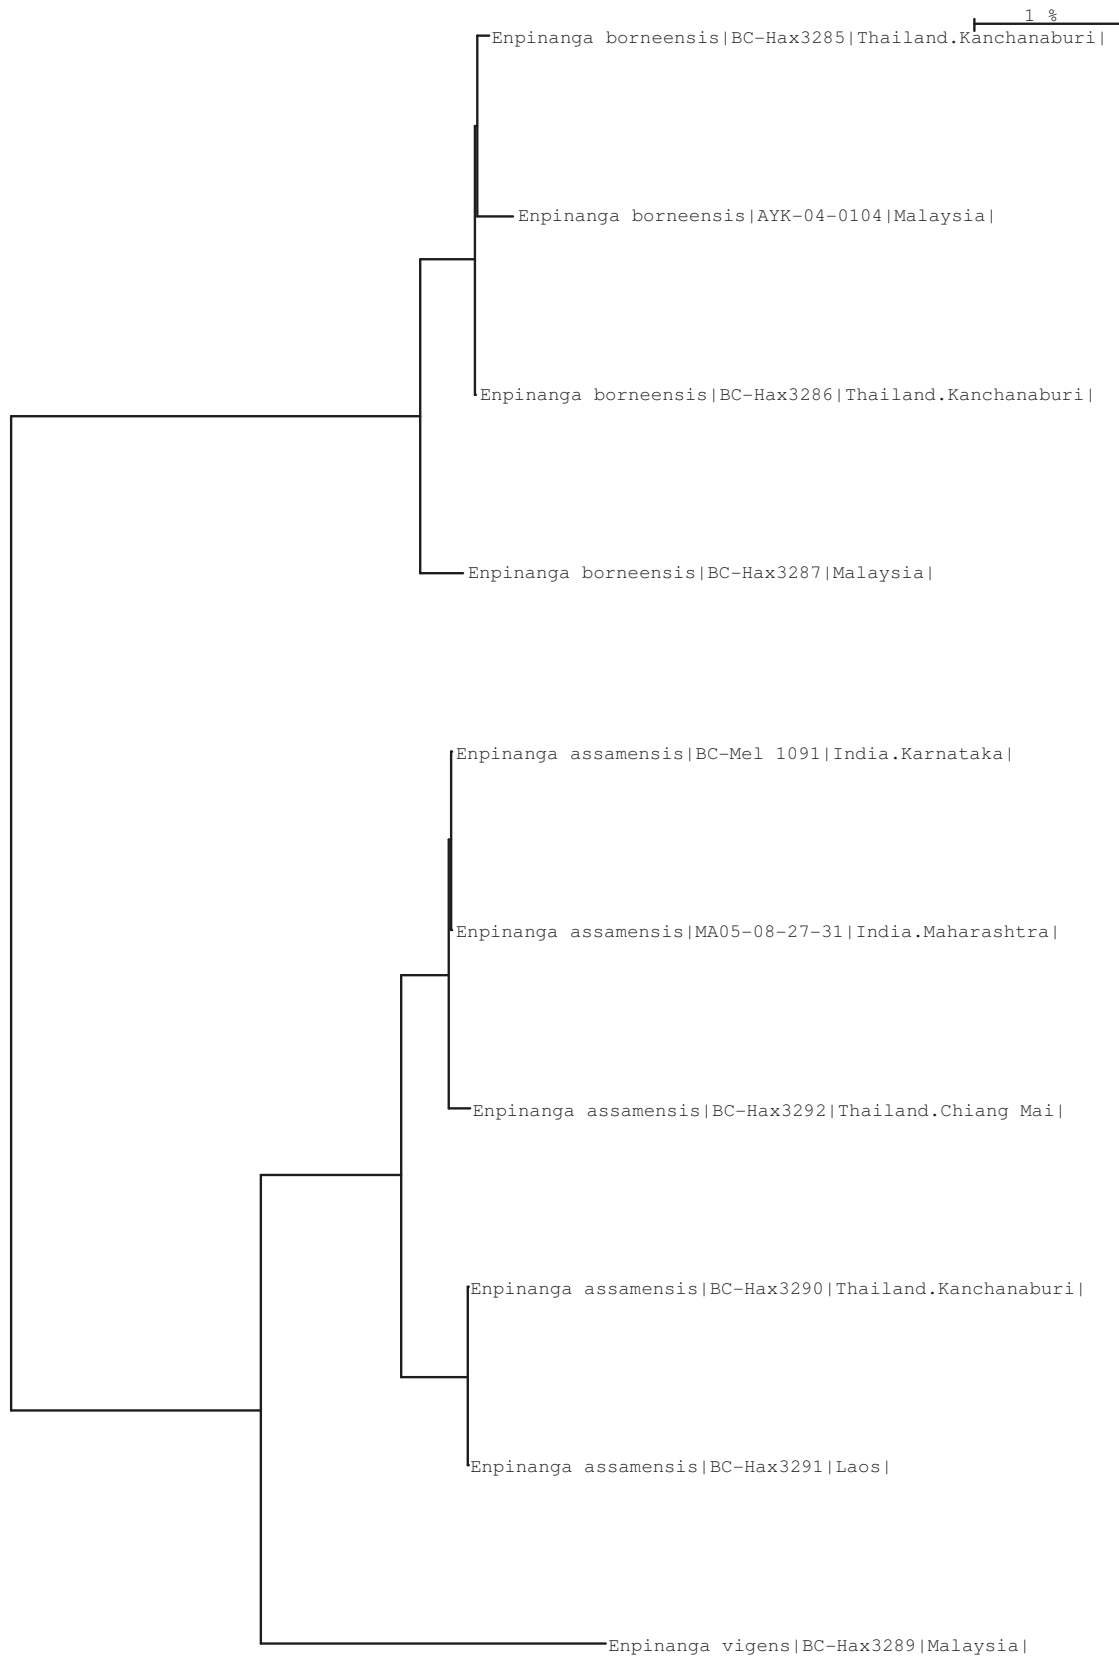 1 %
Enpinanga borneensis|BC-Hax3285|Thailand.Kanchanaburi|
Enpinanga borneensis|AYK-04-0104|Malaysia|
Enpinanga borneensis|BC-Hax3286|Thailand.Kanchanaburi|
Enpinanga borneensis|BC-Hax3287|Malaysia|
Enpinanga assamensis|BC-Mel 1091|India.Karnataka|
Enpinanga assamensis|MA05-08-27-31|India.Maharashtra|
Enpinanga assamensis|BC-Hax3292|Thailand.Chiang Mai|
Enpinanga assamensis|BC-Hax3290|Thailand.Kanchanaburi|
Enpinanga assamensis|BC-Hax3291|Laos|
Enpinanga vigens|BC-Hax3289|Malaysia|